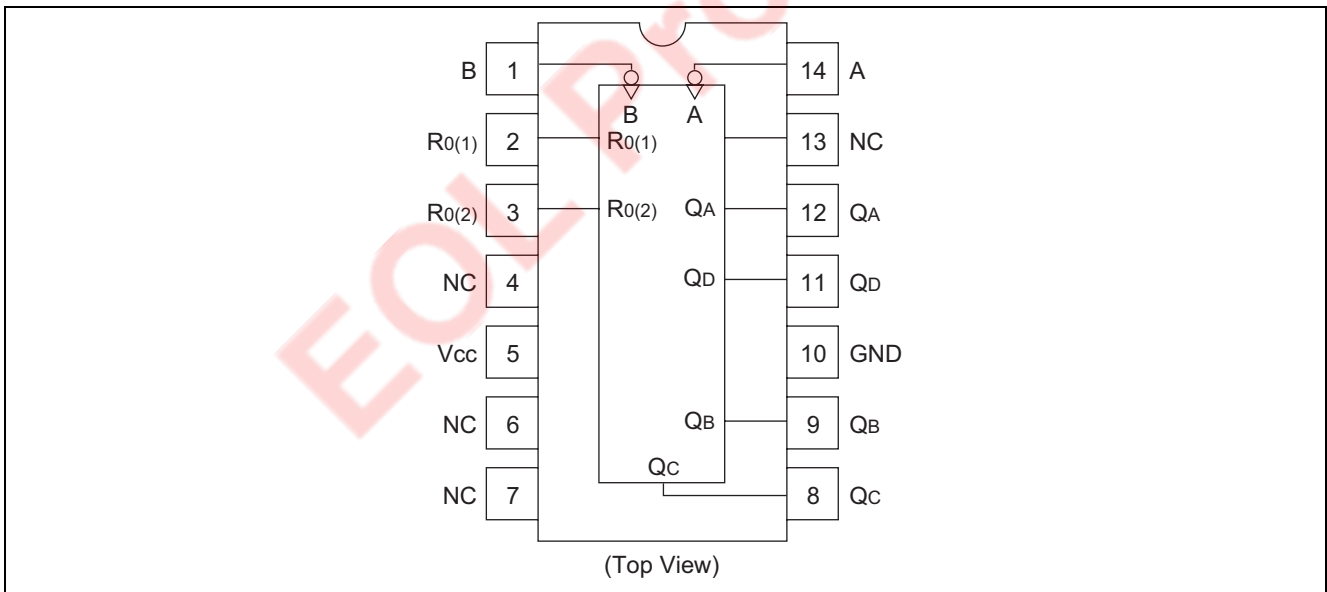 B 1 14 A
B A
R0(1) 2 R0(1) 13 NC
R0(2) 3 R0(2) QA 12 QA
NC 4 QD 11 QD
Vcc 5 10 GND
NC 6 QB 9 QB
QC
NC 7 8 QC
(Top View)
EOL Pro